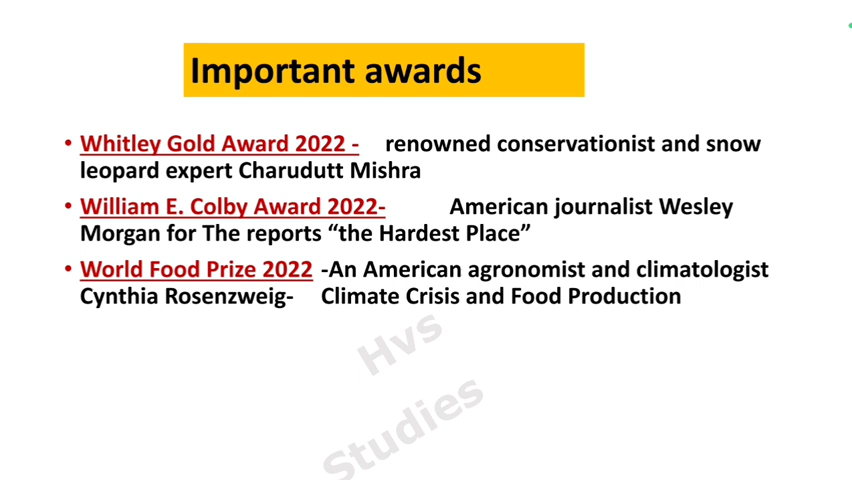 Important awards
• Whitley Gold Award 2022 - renowned conservationist and snow
leopard expert Charudutt Mishra
• William E. Colby Award 2022- American journalist Wesley
Morgan for The reports “the Hardest Place”
• World Food Prize 2022 -An American agronomist and climatologist
Cynthia Rosenzweig- Climate Crisis and Food Production
Hvs
Studies